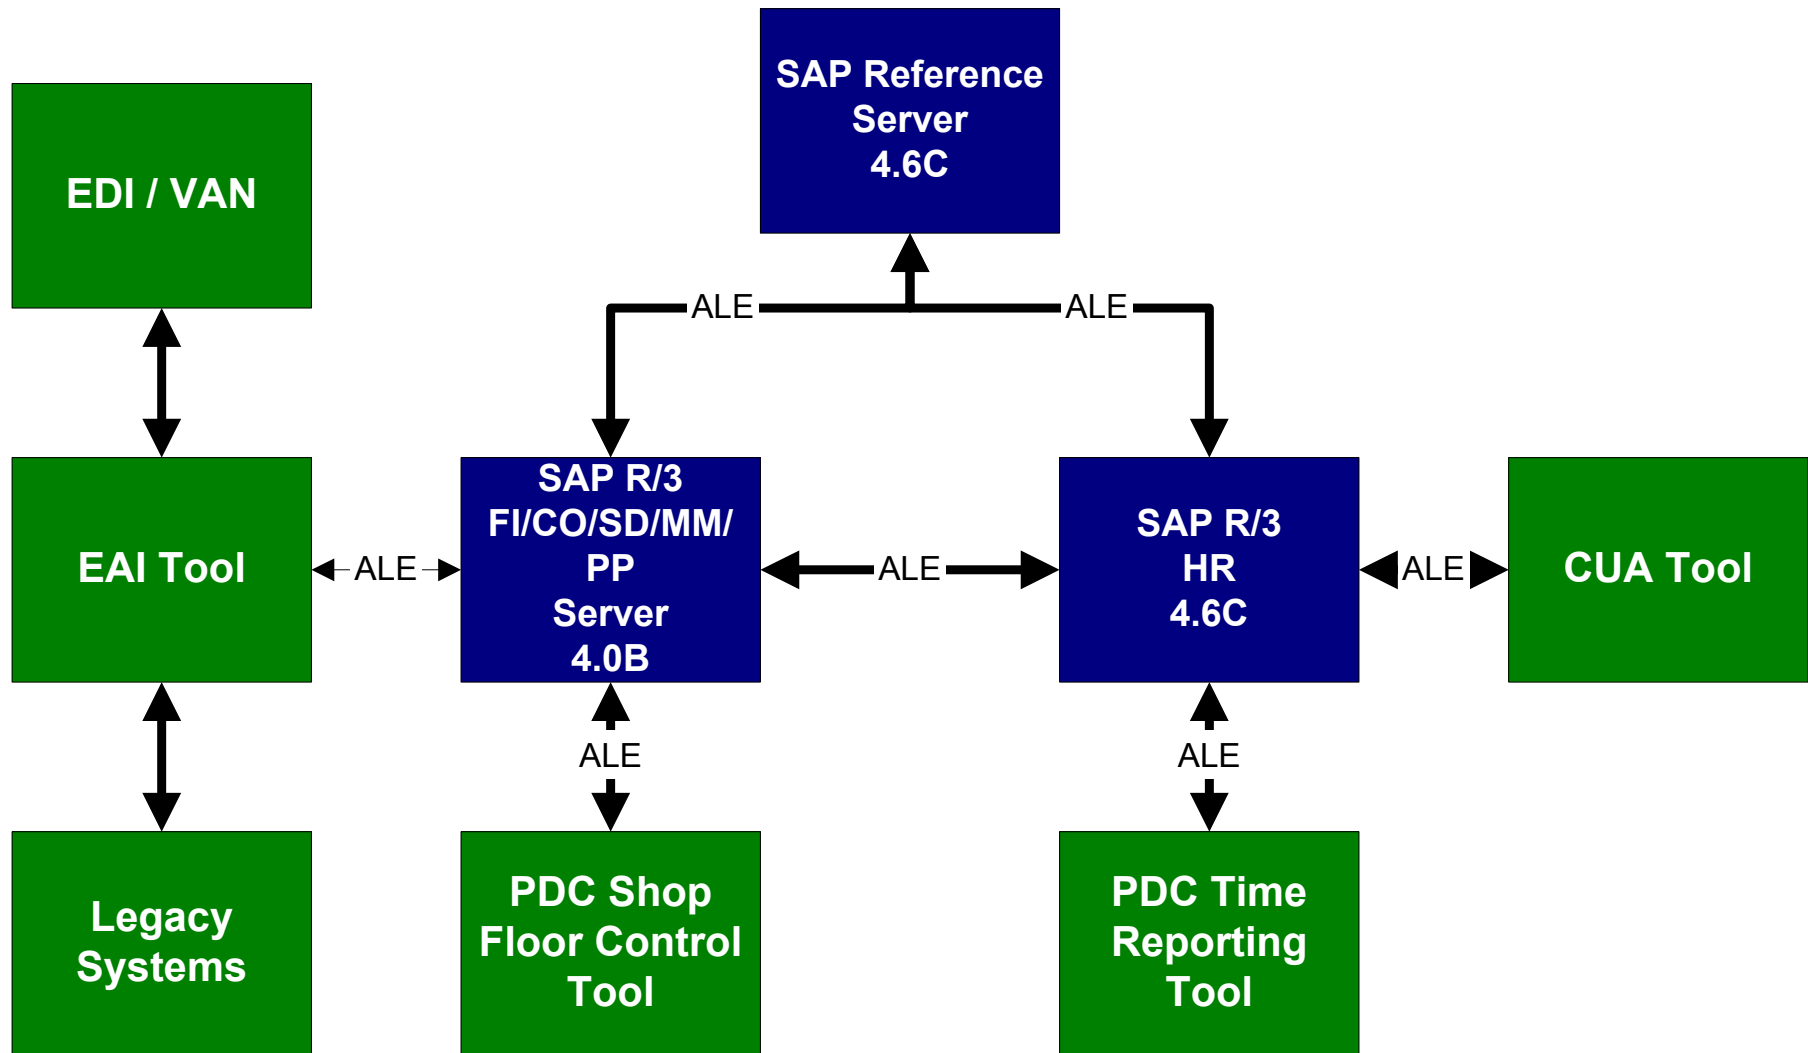 SAP Reference
Server
4.6C
EDI / VAN
ALE
ALE
EAI Tool
ALE
SAP R/3
FI/CO/SD/MM/
PP
Server
4.0B
ALE
SAP R/3
HR
4.6C
ALE
CUA Tool
ALE
ALE
Legacy
Systems
PDC Shop
Floor Control
Tool
PDC Time
Reporting
Tool